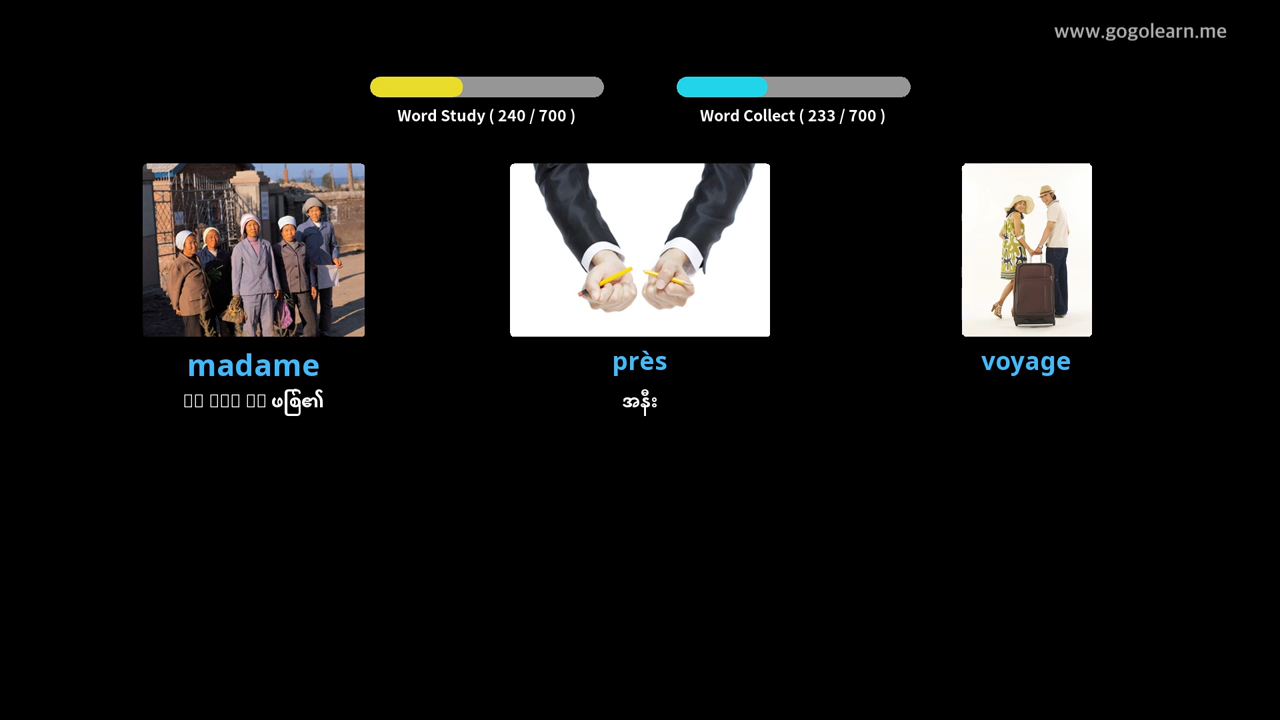 www.gogolearn.me
Word Study ( 240 / 700 )
Word Collect ( 233 / 700 )
madame
près
voyage
ဖစ်ြ၏
အနီး